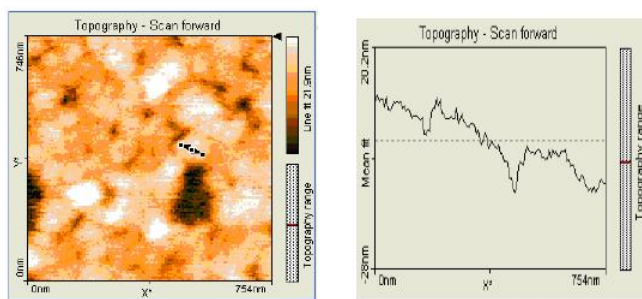 Topography - Scan forward
746nm
Y*
0nm
0nm
X*
754nm
Line fit 21.9nm
Topography range
Topography - Scan forward
20.2nm
Mean fit
-28nm
0nm
X*
754nm
Topography range